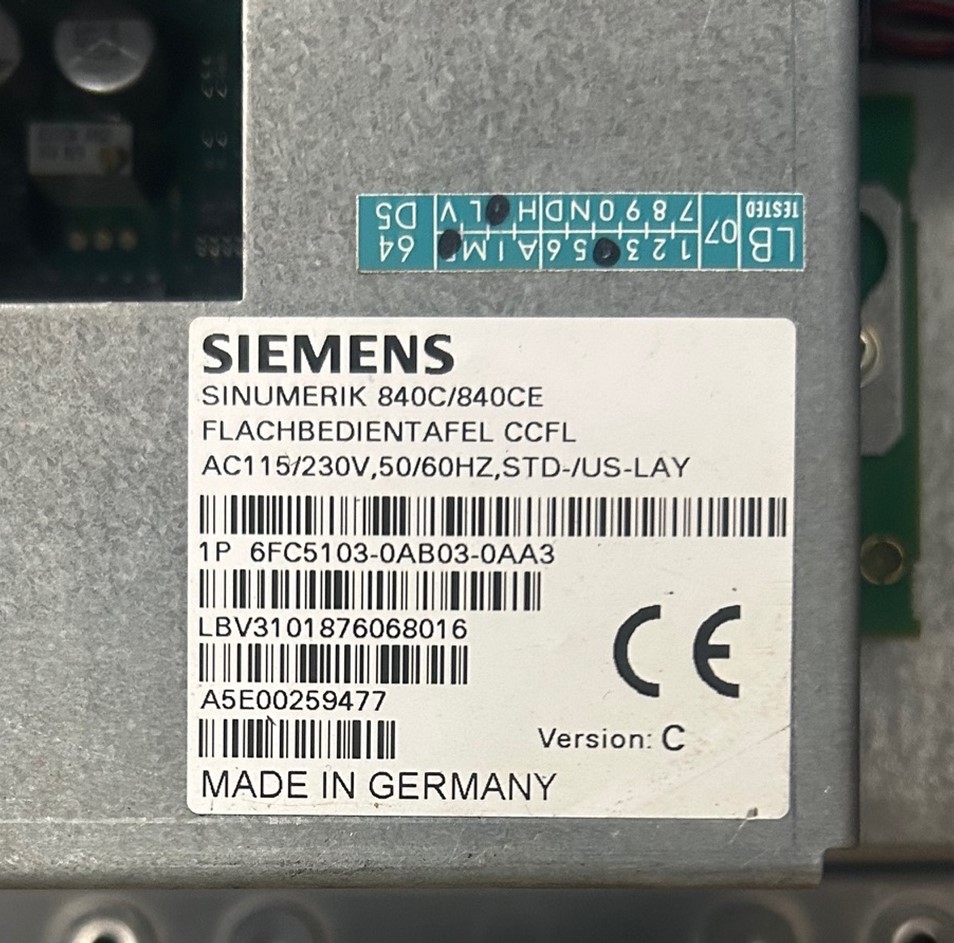 SIEMENS
SINUMERIK 840C/840CE
FLACHBEDIENTAFEL CCFL
AC115/230V,50/60HZ,STD-/US-LAY
1P 6FC5103-0AB03-0AA3
LBV3101876068016
A5E00259477
Version: C
MADE IN GERMANY
LB
TESTED
07
1,2 3
5,6
A, I M
7,8,9,0,N D
H
L
V
64
D5